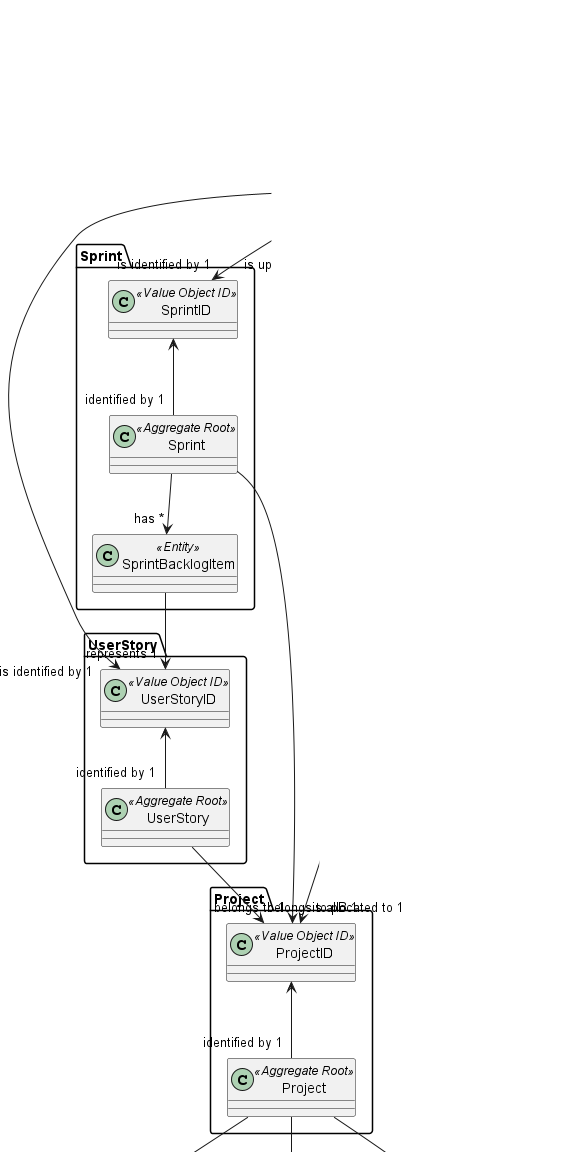 Sprint
is identified by 1
is up
C
«Value Object ID»
SprintID
identified by 1
C
«Aggregate Root»
Sprint
has *
C
«Entity»
SprintBacklogItem
UserStory
represents 1
is identified by 1
C
«Value Object ID»
UserStoryID
identified by 1
C
«Aggregate Root»
UserStory
Project
belongs to 1
belongs to
allocated to 1
C
«Value Object ID»
ProjectID
identified by 1
C
«Aggregate Root»
Project